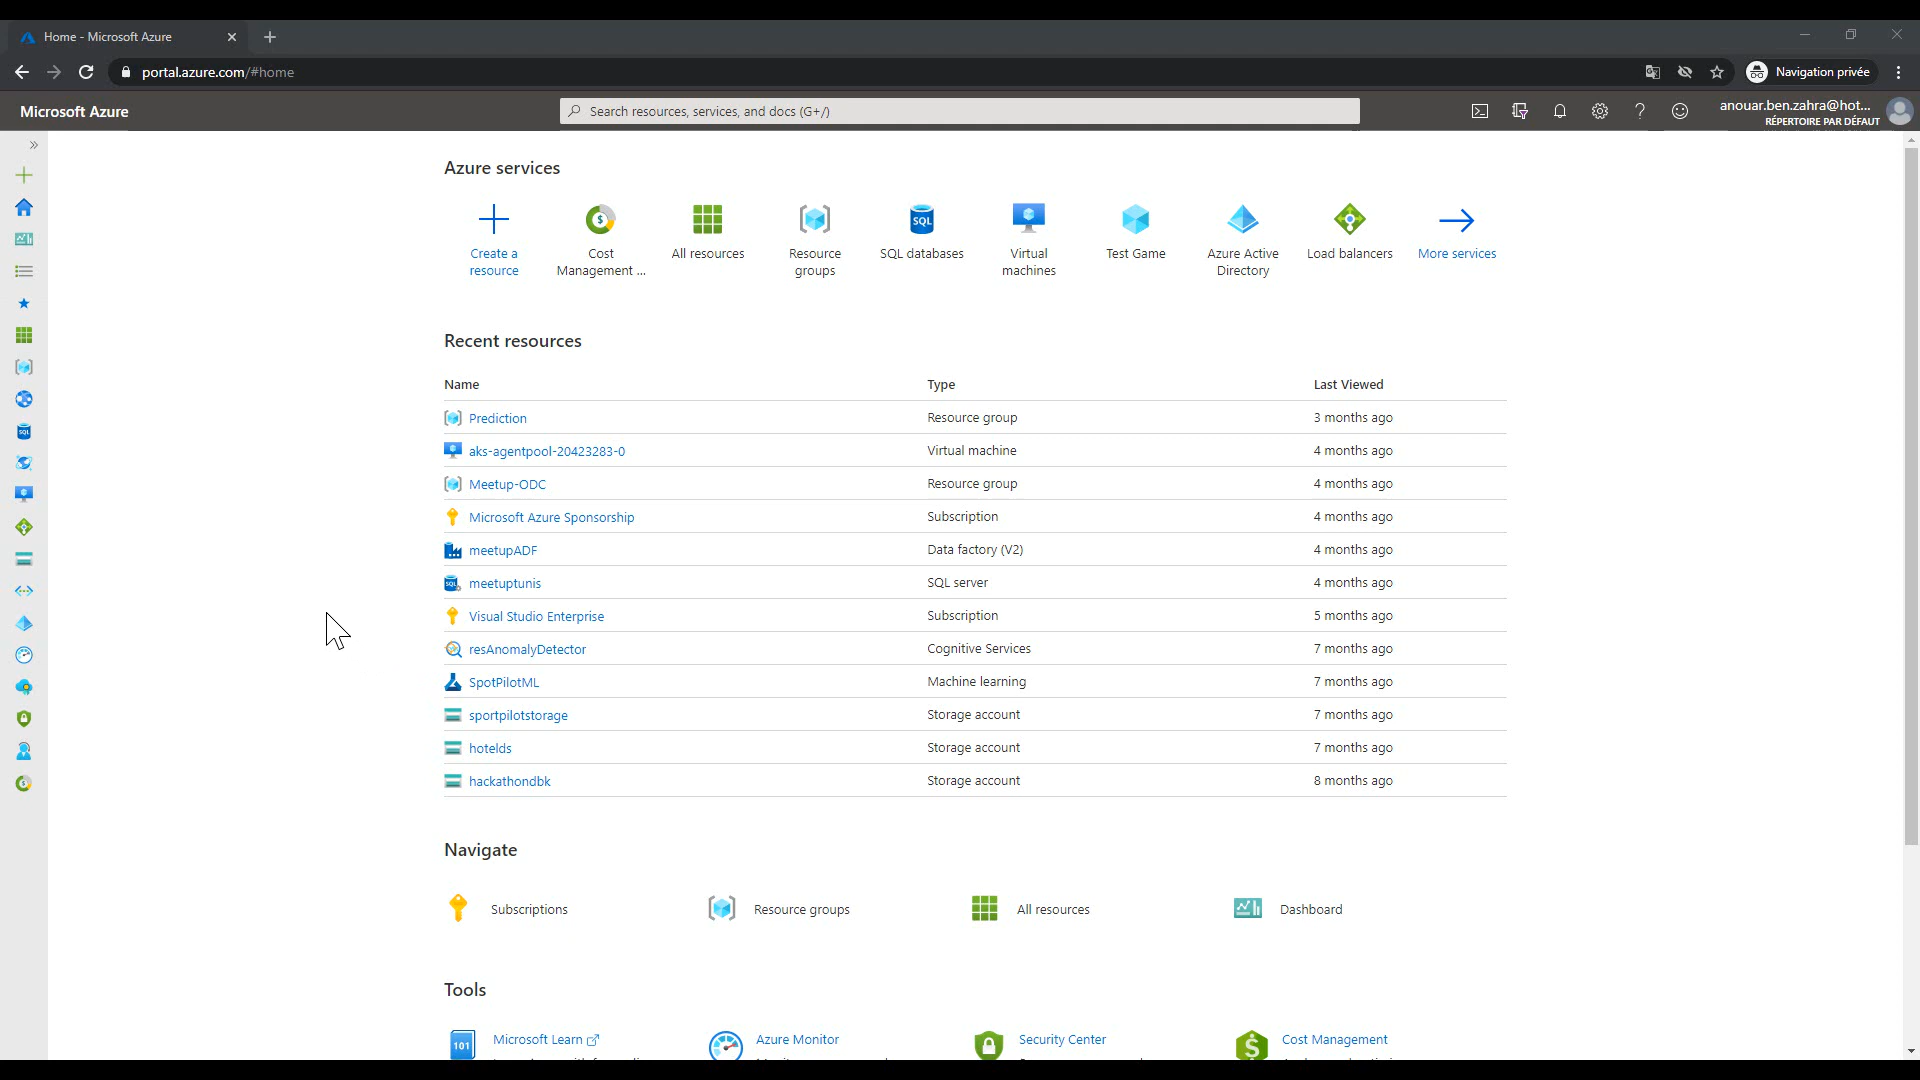 Home - Microsoft Azure
portal.azure.com/#home
Navigation privée
Microsoft Azure
Search resources, services, and docs (G+/)
anouar.ben.zahra@hot...
RÉPERTOIRE PAR DÉFAUT
Azure services
Create a resource
Cost Management ...
All resources
Resource groups
SQL databases
Virtual machines
Test Game
Azure Active Directory
Load balancers
More services
Recent resources
Name Type Last Viewed
Prediction Resource group 3 months ago
aks-agentpool-20423283-0 Virtual machine 4 months ago
Meetup-ODC Resource group 4 months ago
Microsoft Azure Sponsorship Subscription 4 months ago
meetupADF Data factory (V2) 4 months ago
meetuptunis SQL server 4 months ago
Visual Studio Enterprise Subscription 5 months ago
resAnomalyDetector Cognitive Services 7 months ago
SpotPilotML Machine learning 7 months ago
sportpilotstorage Storage account 7 months ago
hotelds Storage account 7 months ago
hackathondbk Storage account 8 months ago
Navigate
Subscriptions Resource groups All resources Dashboard
Tools
Microsoft Learn Azure Monitor Security Center Cost Management